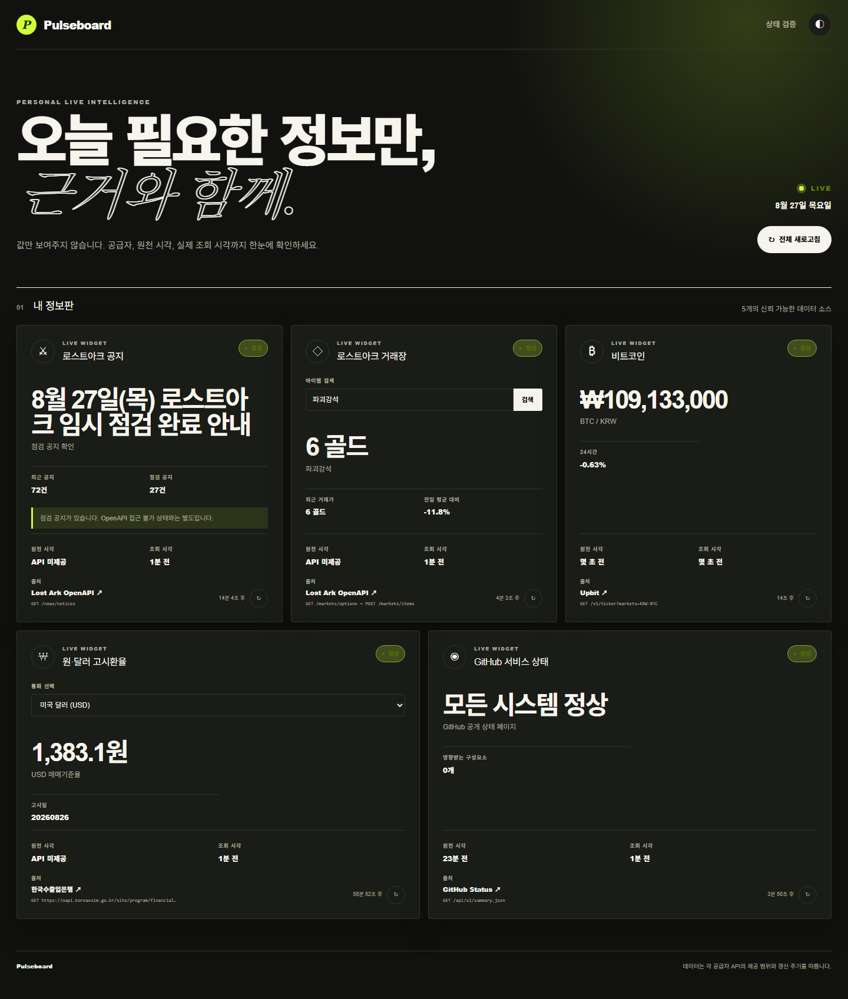 P Pulseboard
상태 검증
PERSONAL LIVE INTELLIGENCE
오늘 필요한 정보만,
근거와 함께.
값만 보여주지 않습니다. 공급자, 원천 시각, 실제 조회 시각까지 한눈에 확인하세요.
LIVE
8월 27일 목요일
↻ 전체 새로고침
01 내 정보판
5개의 신뢰 가능한 데이터 소스
LIVE WIDGET
로스트아크 공지
정상
8월 27일(목) 로스트아
크 임시 점검 완료 안내
점검 공지 확인
최근 공지 점검 공지
72건 27건
점검 공지가 있습니다. OpenAPI 접근 불가 상태와는 별도입니다.
원천 시각 조회 시각
API 미제공 1분 전
출처
Lost Ark OpenAPI ↗
GET /news/notices
14분 4초 후 ↻
LIVE WIDGET
로스트아크 거래장
정상
아이템 검색
파괴강석 검색
6 골드
파괴강석
최근 거래가 전일 평균 대비
6 골드 -11.8%
원천 시각 조회 시각
API 미제공 1분 전
출처
Lost Ark OpenAPI ↗
GET /markets/options → POST /markets/items
4분 3초 후 ↻
₿
LIVE WIDGET
비트코인
정상
₩109,133,000
BTC / KRW
24시간
-0.63%
원천 시각 조회 시각
몇 초 전 몇 초 전
출처
Upbit ↗
GET /v1/ticker?markets=KRW-BTC
14초 후 ↻
₩
LIVE WIDGET
원·달러 고시환율
정상
통화 선택
미국 달러 (USD)
1,383.1원
USD 매매기준율
고시일
20260826
원천 시각 조회 시각
API 미제공 1분 전
출처
한국수출입은행 ↗
GET https://oapi.koreaexim.go.kr/site/program/financial…
58분 52초 후 ↻
LIVE WIDGET
GitHub 서비스 상태
정상
모든 시스템 정상
GitHub 공개 상태 페이지
영향받는 구성요소
0개
원천 시각 조회 시각
23분 전 1분 전
출처
GitHub Status ↗
GET /api/v2/summary.json
3분 50초 후 ↻
Pulseboard
데이터는 각 공급자 API의 제공 범위와 갱신 주기를 따릅니다.